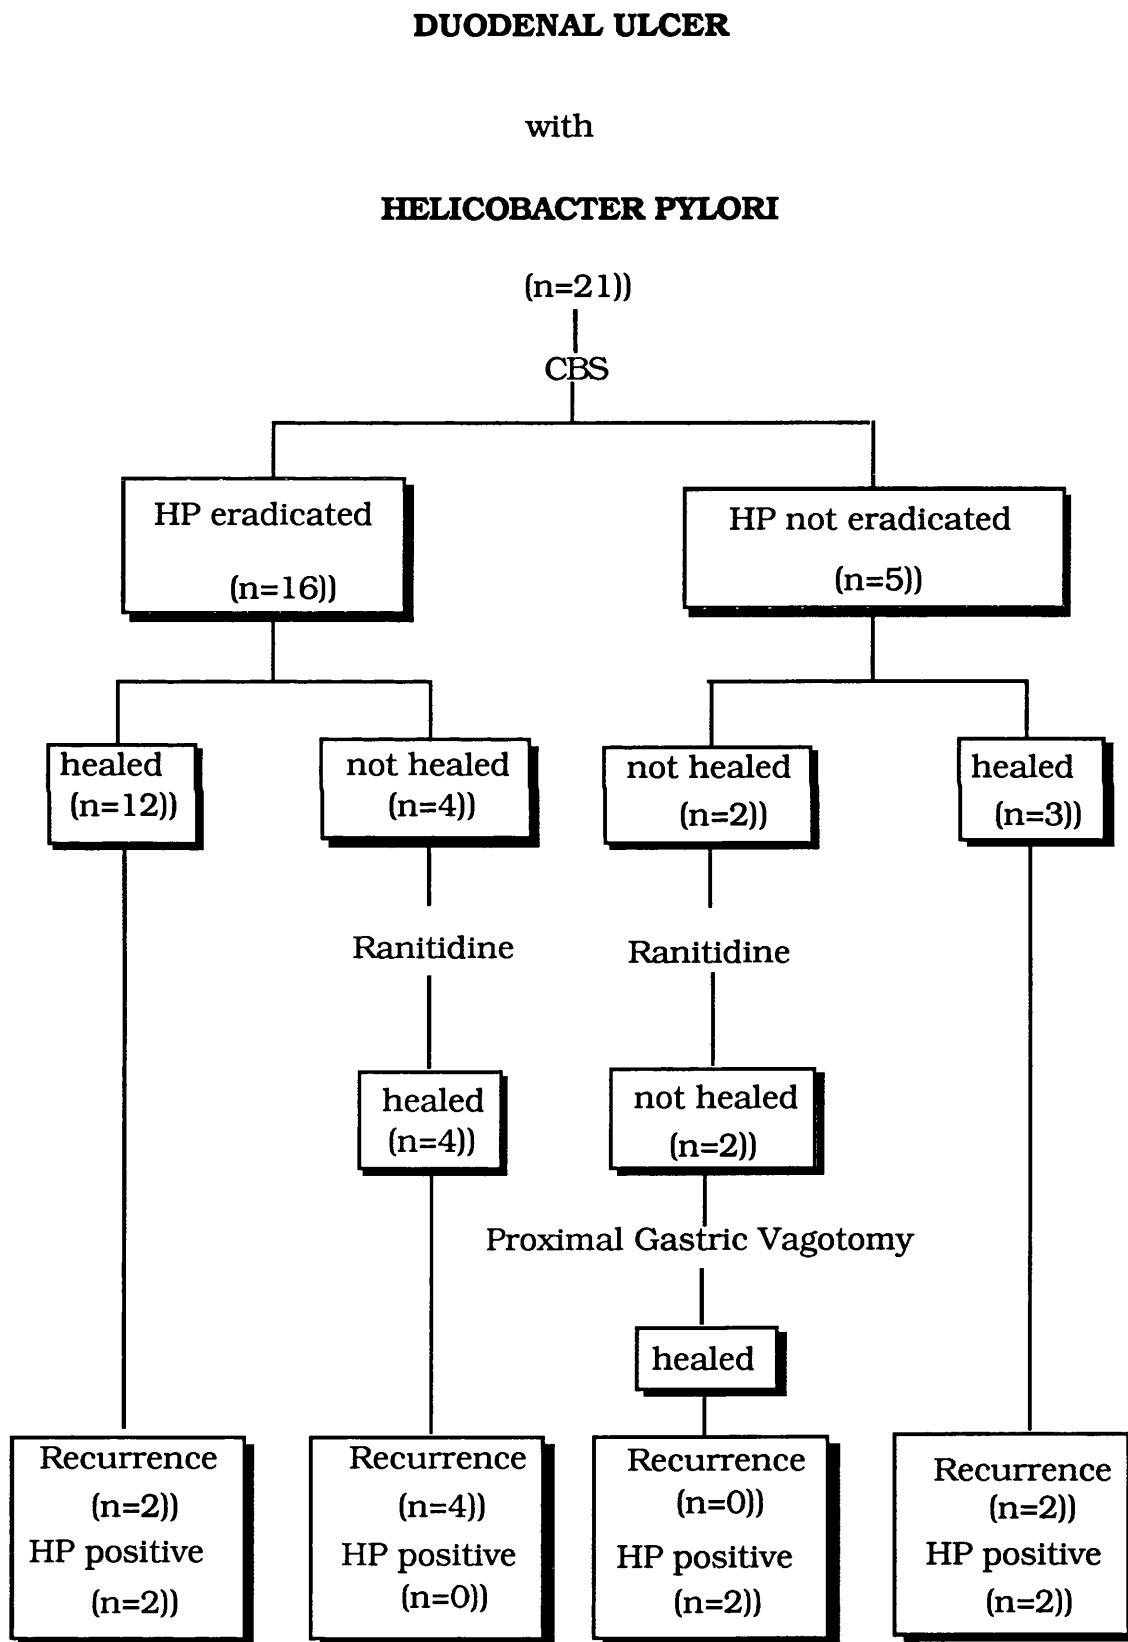 DUODENAL ULCER
with
HELICOBACTER PYLORI
(n=21))
CBS
HP eradicated
(n=16))
HP not eradicated
(n=5))
healed
(n=12))
not healed
(n=4))
not healed
(n=2))
healed
(n=3))
Ranitidine
Ranitidine
healed
(n=4))
not healed
(n=2))
Proximal Gastric Vagotomy
healed
Recurrence
(n=2))
HP positive
(n=2))
Recurrence
(n=4))
HP positive
(n=0))
Recurrence
(n=0))
HP positive
(n=2))
Recurrence
(n=2))
HP positive
(n=2))